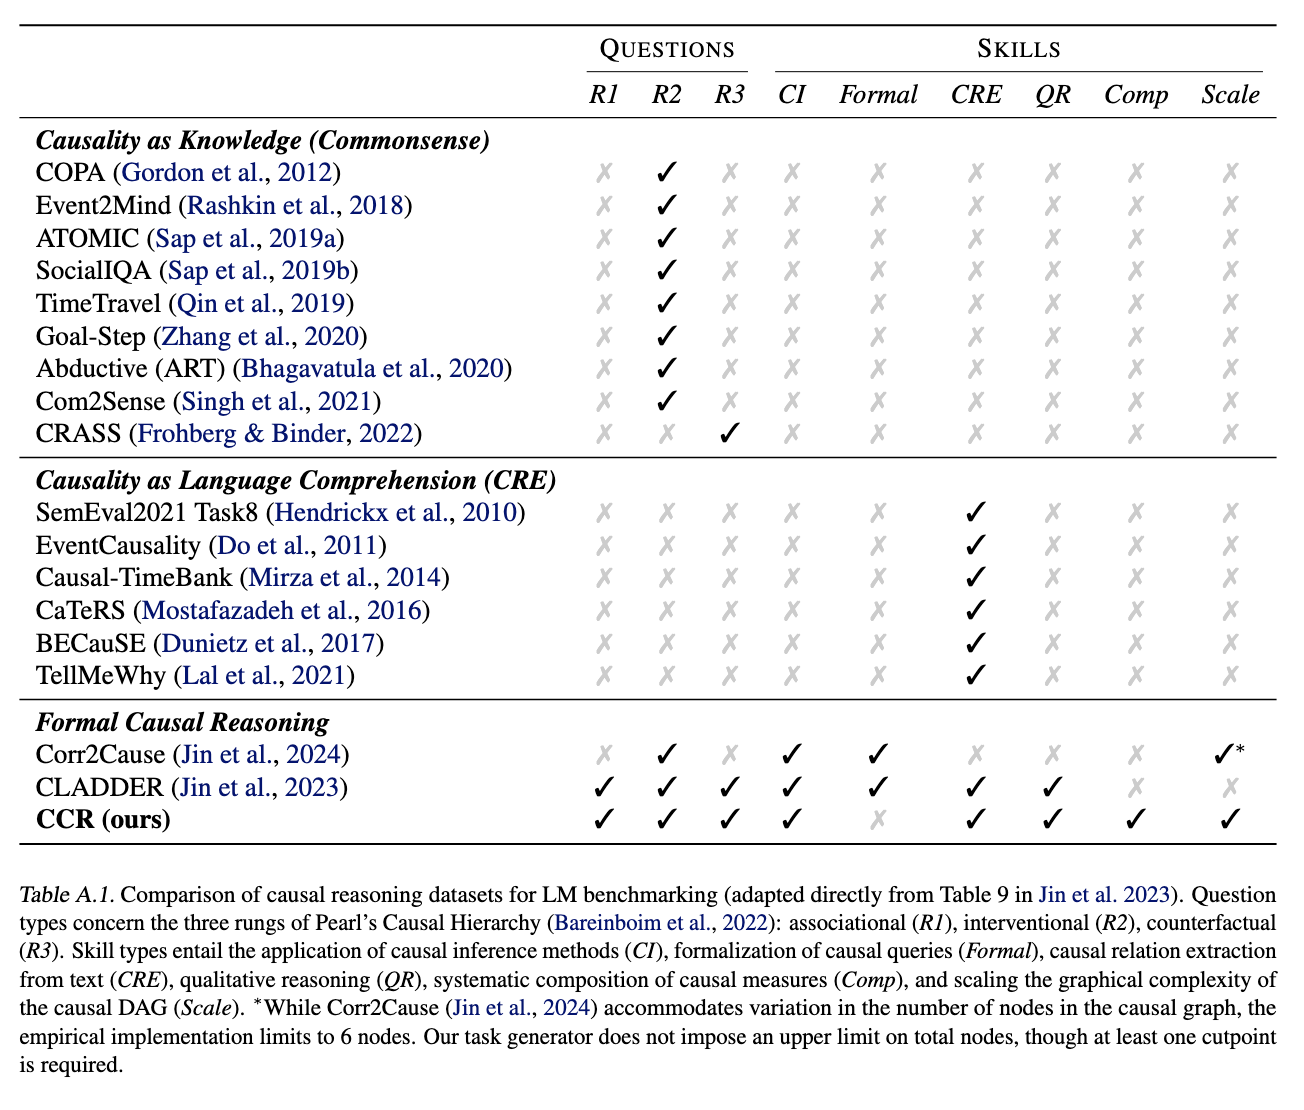 QUESTIONS SKILLS
R1 R2 R3 CI Formal CRE QR Comp Scale
Causality as Knowledge (Commonsense)
COPA (Gordon et al., 2012) ✗ ✓ ✗ ✗ ✗ ✗ ✗ ✗ ✗
Event2Mind (Rashkin et al., 2018) ✗ ✓ ✗ ✗ ✗ ✗ ✗ ✗ ✗
ATOMIC (Sap et al., 2019a) ✗ ✓ ✗ ✗ ✗ ✗ ✗ ✗ ✗
SocialIQA (Sap et al., 2019b) ✗ ✓ ✗ ✗ ✗ ✗ ✗ ✗ ✗
TimeTravel (Qin et al., 2019) ✗ ✓ ✗ ✗ ✗ ✗ ✗ ✗ ✗
Goal-Step (Zhang et al., 2020) ✗ ✓ ✗ ✗ ✗ ✗ ✗ ✗ ✗
Abductive (ART) (Bhagavatula et al., 2020) ✗ ✓ ✗ ✗ ✗ ✗ ✗ ✗ ✗
Com2Sense (Singh et al., 2021) ✗ ✓ ✗ ✗ ✗ ✗ ✗ ✗ ✗
CRASS (Frohberg & Binder, 2022) ✗ ✗ ✓ ✗ ✗ ✗ ✗ ✗ ✗
Causality as Language Comprehension (CRE)
SemEval2021 Task8 (Hendrickx et al., 2010) ✗ ✗ ✗ ✗ ✗ ✓ ✗ ✗ ✗
EventCausality (Do et al., 2011) ✗ ✗ ✗ ✗ ✗ ✓ ✗ ✗ ✗
Causal-TimeBank (Mirza et al., 2014) ✗ ✗ ✗ ✗ ✗ ✓ ✗ ✗ ✗
CaTeRS (Mostafazadeh et al., 2016) ✗ ✗ ✗ ✗ ✗ ✓ ✗ ✗ ✗
BECauSE (Dunietz et al., 2017) ✗ ✗ ✗ ✗ ✗ ✓ ✗ ✗ ✗
TellMeWhy (Lal et al., 2021) ✗ ✗ ✗ ✗ ✗ ✓ ✗ ✗ ✗
Formal Causal Reasoning
Corr2Cause (Jin et al., 2024) ✗ ✓ ✗ ✓ ✓ ✗ ✗ ✗ ✓*
CLADDER (Jin et al., 2023) ✓ ✓ ✓ ✓ ✓ ✓ ✓ ✗ ✗
CCR (ours) ✓ ✓ ✓ ✓ ✗ ✓ ✓ ✓ ✓
Table A.1. Comparison of causal reasoning datasets for LM benchmarking (adapted directly from Table 9 in Jin et al. 2023). Question
types concern the three rungs of Pearl's Causal Hierarchy (Bareinboim et al., 2022): associational (R1), interventional (R2), counterfactual
(R3). Skill types entail the application of causal inference methods (CI), formalization of causal queries (Formal), causal relation extraction
from text (CRE), qualitative reasoning (QR), systematic composition of causal measures (Comp), and scaling the graphical complexity of
the causal DAG (Scale). *While Corr2Cause (Jin et al., 2024) accommodates variation in the number of nodes in the causal graph, the
empirical implementation limits to 6 nodes. Our task generator does not impose an upper limit on total nodes, though at least one cutpoint
is required.